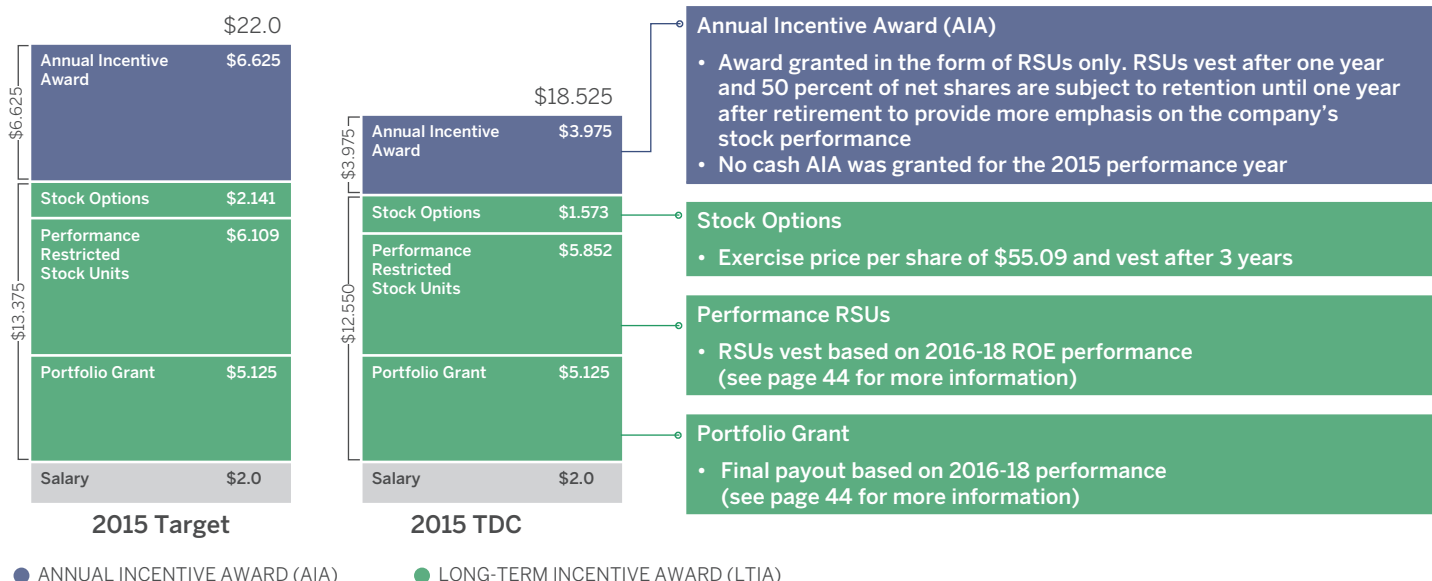 $22.0
$6.625
Annual Incentive $6.625
Award
$13.375
Stock Options $2.141
Performance $6.109
Restricted
Stock Units
Portfolio Grant $5.125
Salary $2.0
2015 Target
$18.525
$3.975
Annual Incentive $3.975
Award
$12.550
Stock Options $1.573
Performance $5.852
Restricted
Stock Units
Portfolio Grant $5.125
Salary $2.0
2015 TDC
Annual Incentive Award (AIA)
• Award granted in the form of RSUs only. RSUs vest after one year
and 50 percent of net shares are subject to retention until one year
after retirement to provide more emphasis on the company's
stock performance
• No cash AIA was granted for the 2015 performance year
Stock Options
• Exercise price per share of $55.09 and vest after 3 years
Performance RSUs
• RSUs vest based on 2016-18 ROE performance
(see page 44 for more information)
Portfolio Grant
• Final payout based on 2016-18 performance
(see page 44 for more information)
ANNUAL INCENTIVE AWARD (AIA)
LONG-TERM INCENTIVE AWARD (LTIA)